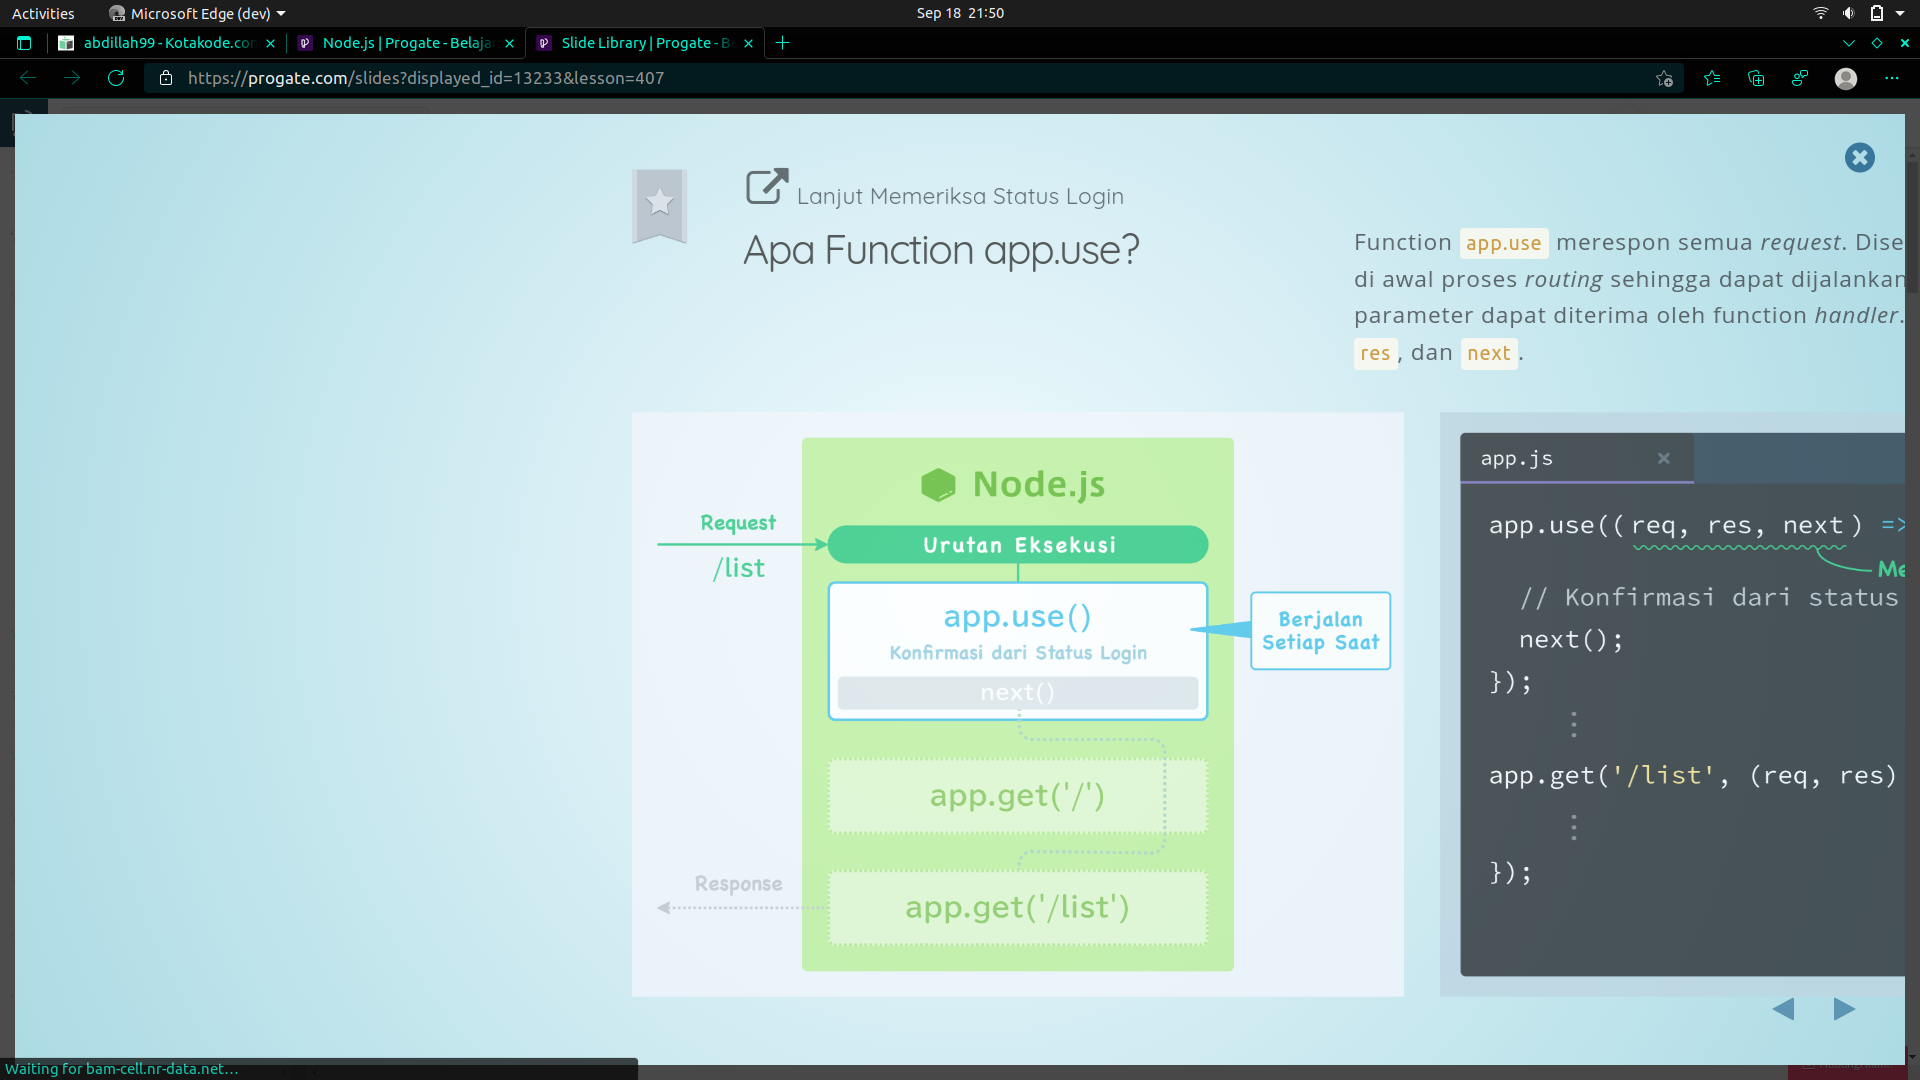 Activities
Microsoft Edge (dev)
Sep 18 21:50
abdillah99 - Kotakode.con
Node.js | Progate - Belaja
Slide Library | Progate - Be
https://progate.com/slides?displayed_id=13233&lesson=407
Lanjut Memeriksa Status Login
Apa Function app.use?
Function app.use merespon semua request. Dise
di awal proses routing sehingga dapat dijalankan
parameter dapat diterima oleh function handler.
res, dan next.
Node.js
Request
/list
Urutan Eksekusi
app.use()
Konfirmasi dari Status Login
next()
Berjalan
Setiap Saat
app.get('/')
Response
app.get('/list')
app.js
app.use((req, res, next) =>
Me
// Konfirmasi dari status
next();
});
app.get('/list', (req, res)
});
Waiting for bam-cell.nr-data.net...